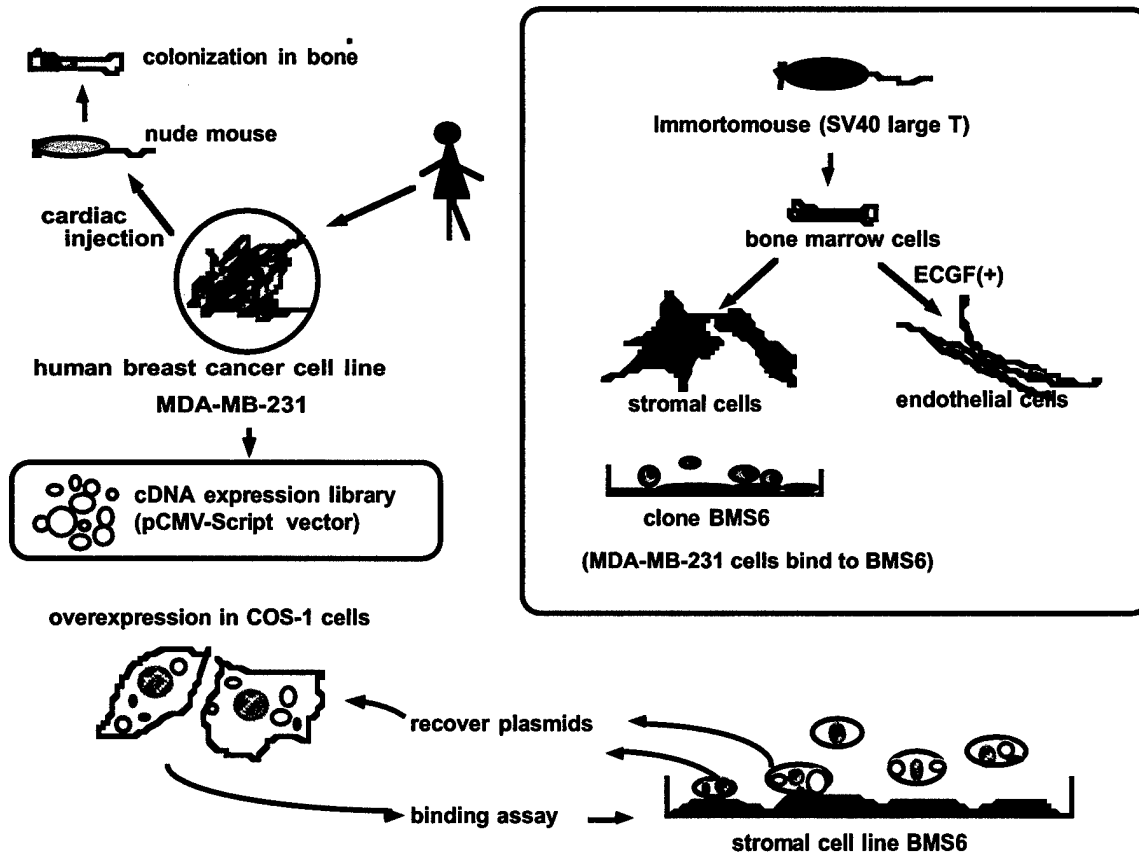 colonization in bone
nude mouse
cardiac
injection
human breast cancer cell line
MDA-MB-231
cDNA expression library
(pCMV-Script vector)
overexpression in COS-1 cells
recover plasmids
binding assay
Immortomouse (SV40 large T)
bone marrow cells
ECGF(+)
stromal cells
endothelial cells
clone BMS6
(MDA-MB-231 cells bind to BMS6)
stromal cell line BMS6